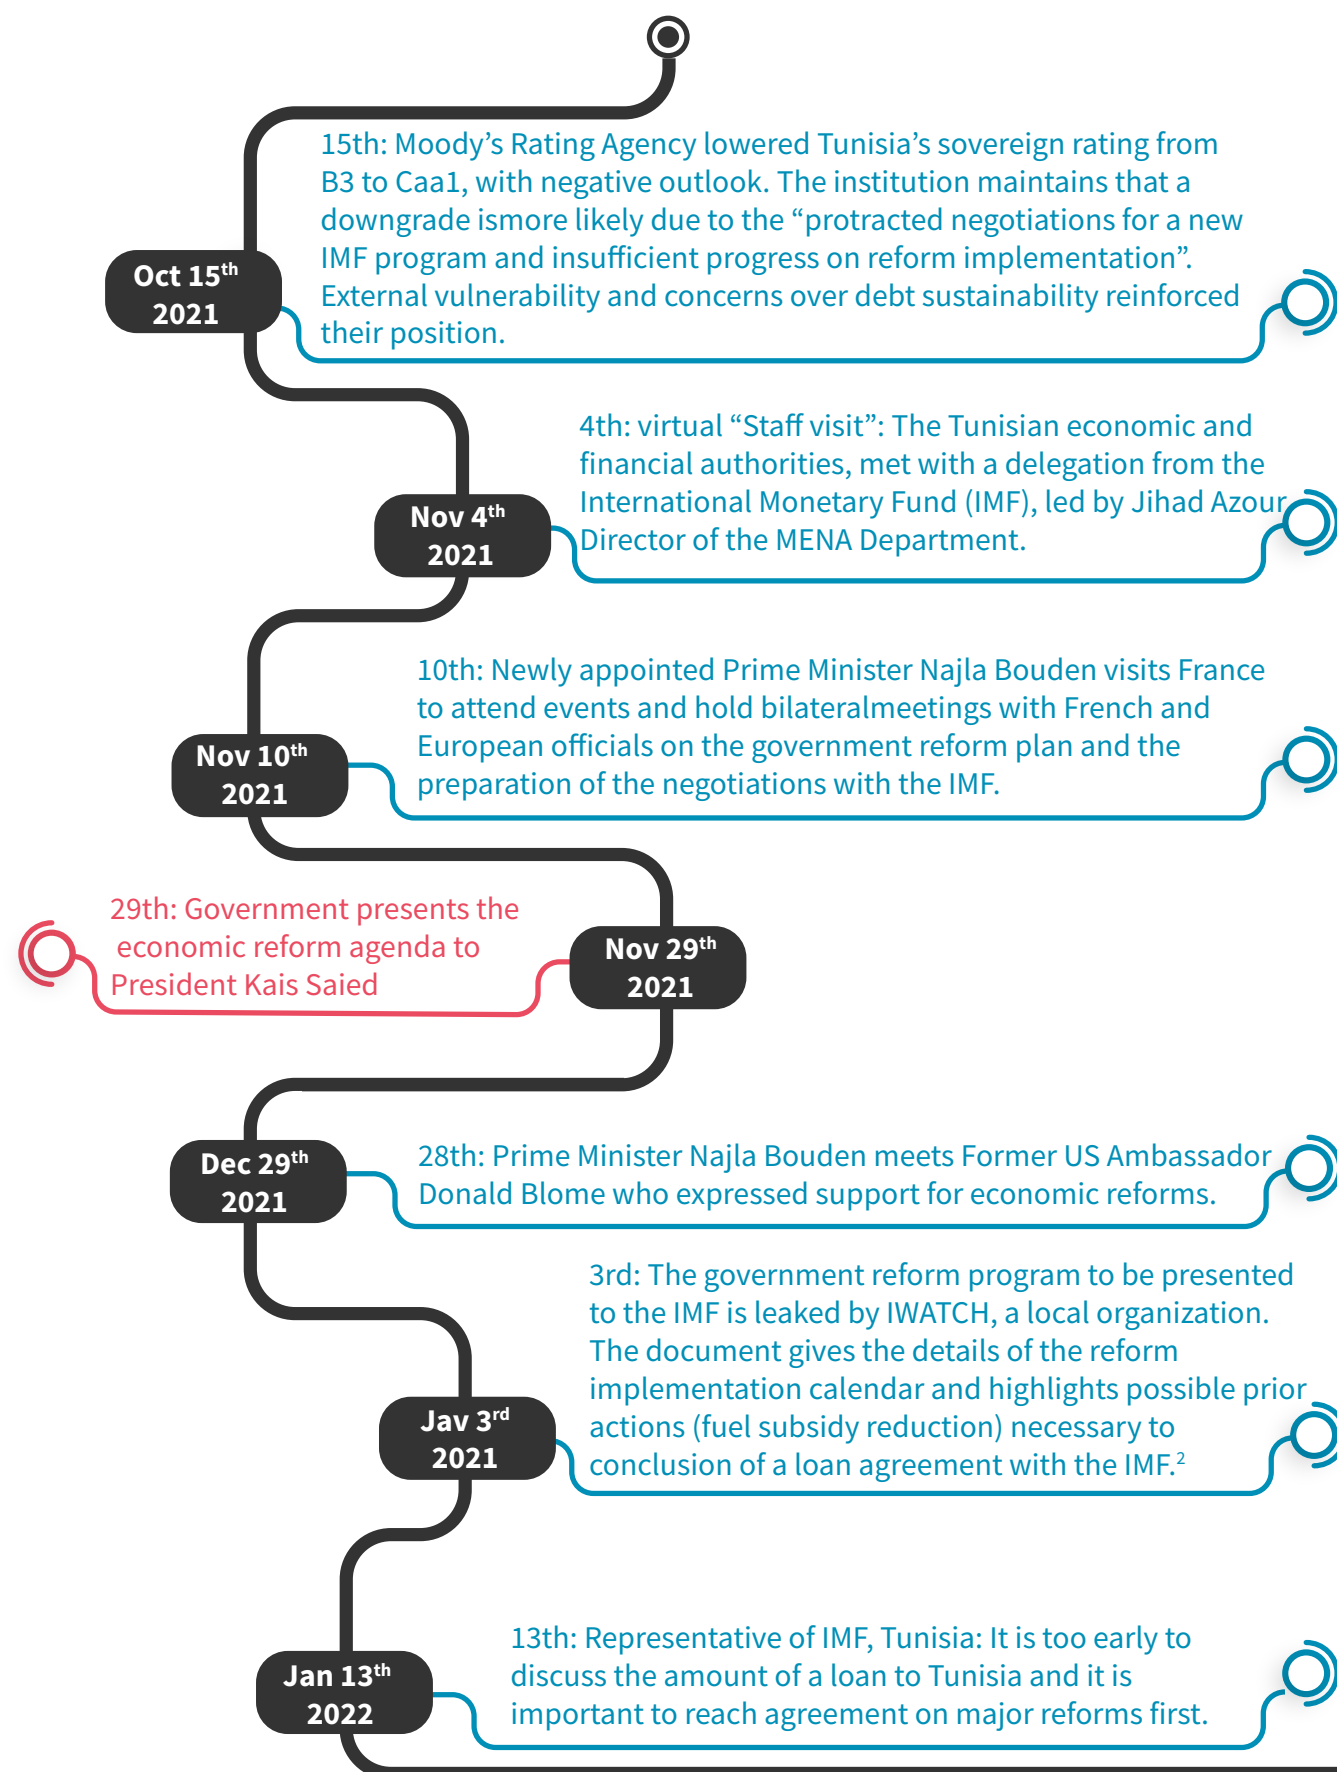 15th: Moody’s Rating Agency lowered Tunisia’s sovereign rating from
B3 to Caa1, with negative outlook. The institution maintains that a
downgrade ismore likely due to the “protracted negotiations for a new
IMF program and insufficient progress on reform implementation”.
External vulnerability and concerns over debt sustainability reinforced
their position.
Oct 15th
2021
4th: virtual “Staff visit”: The Tunisian economic and
financial authorities, met with a delegation from the
International Monetary Fund (IMF), led by Jihad Azour
Director of the MENA Department.
Nov 4th
2021
10th: Newly appointed Prime Minister Najla Bouden visits France
to attend events and hold bilateralmeetings with French and
European officials on the government reform plan and the
preparation of the negotiations with the IMF.
Nov 10th
2021
29th: Government presents the
economic reform agenda to
President Kais Saied
Nov 29th
2021
Dec 29th
2021
28th: Prime Minister Najla Bouden meets Former US Ambassador
Donald Blome who expressed support for economic reforms.
3rd: The government reform program to be presented
to the IMF is leaked by IWATCH, a local organization.
The document gives the details of the reform
implementation calendar and highlights possible prior
actions (fuel subsidy reduction) necessary to
conclusion of a loan agreement with the IMF.2
Jav 3rd
2021
13th: Representative of IMF, Tunisia: It is too early to
discuss the amount of a loan to Tunisia and it is
important to reach agreement on major reforms first.
Jan 13th
2022